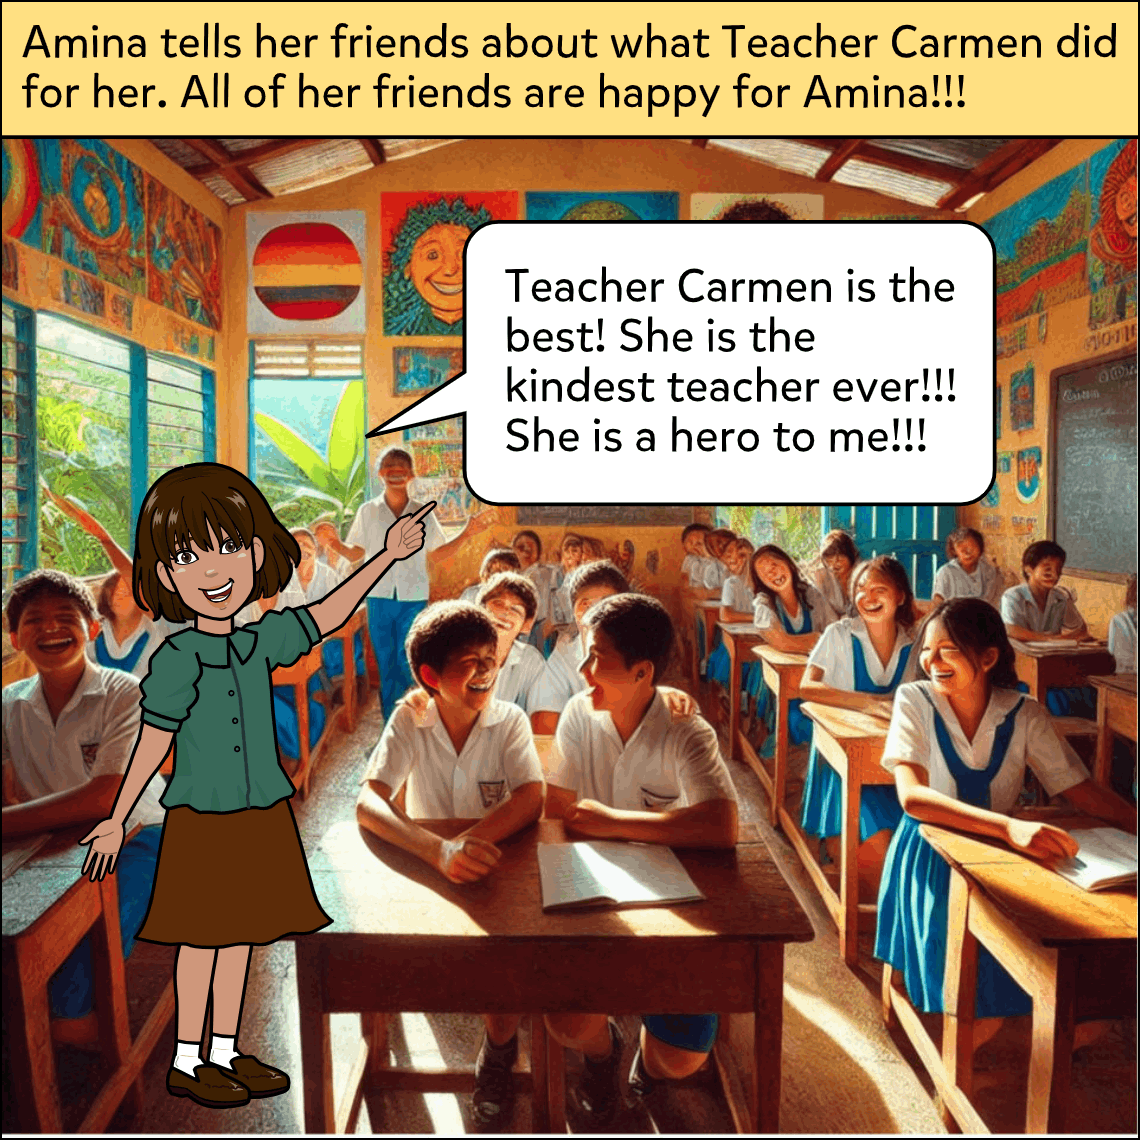 Amina tells her friends about what Teacher Carmen did
for her. All of her friends are happy for Amina!!!
Teacher Carmen is the
best! She is the
kindest teacher ever!!!
She is a hero to me!!!